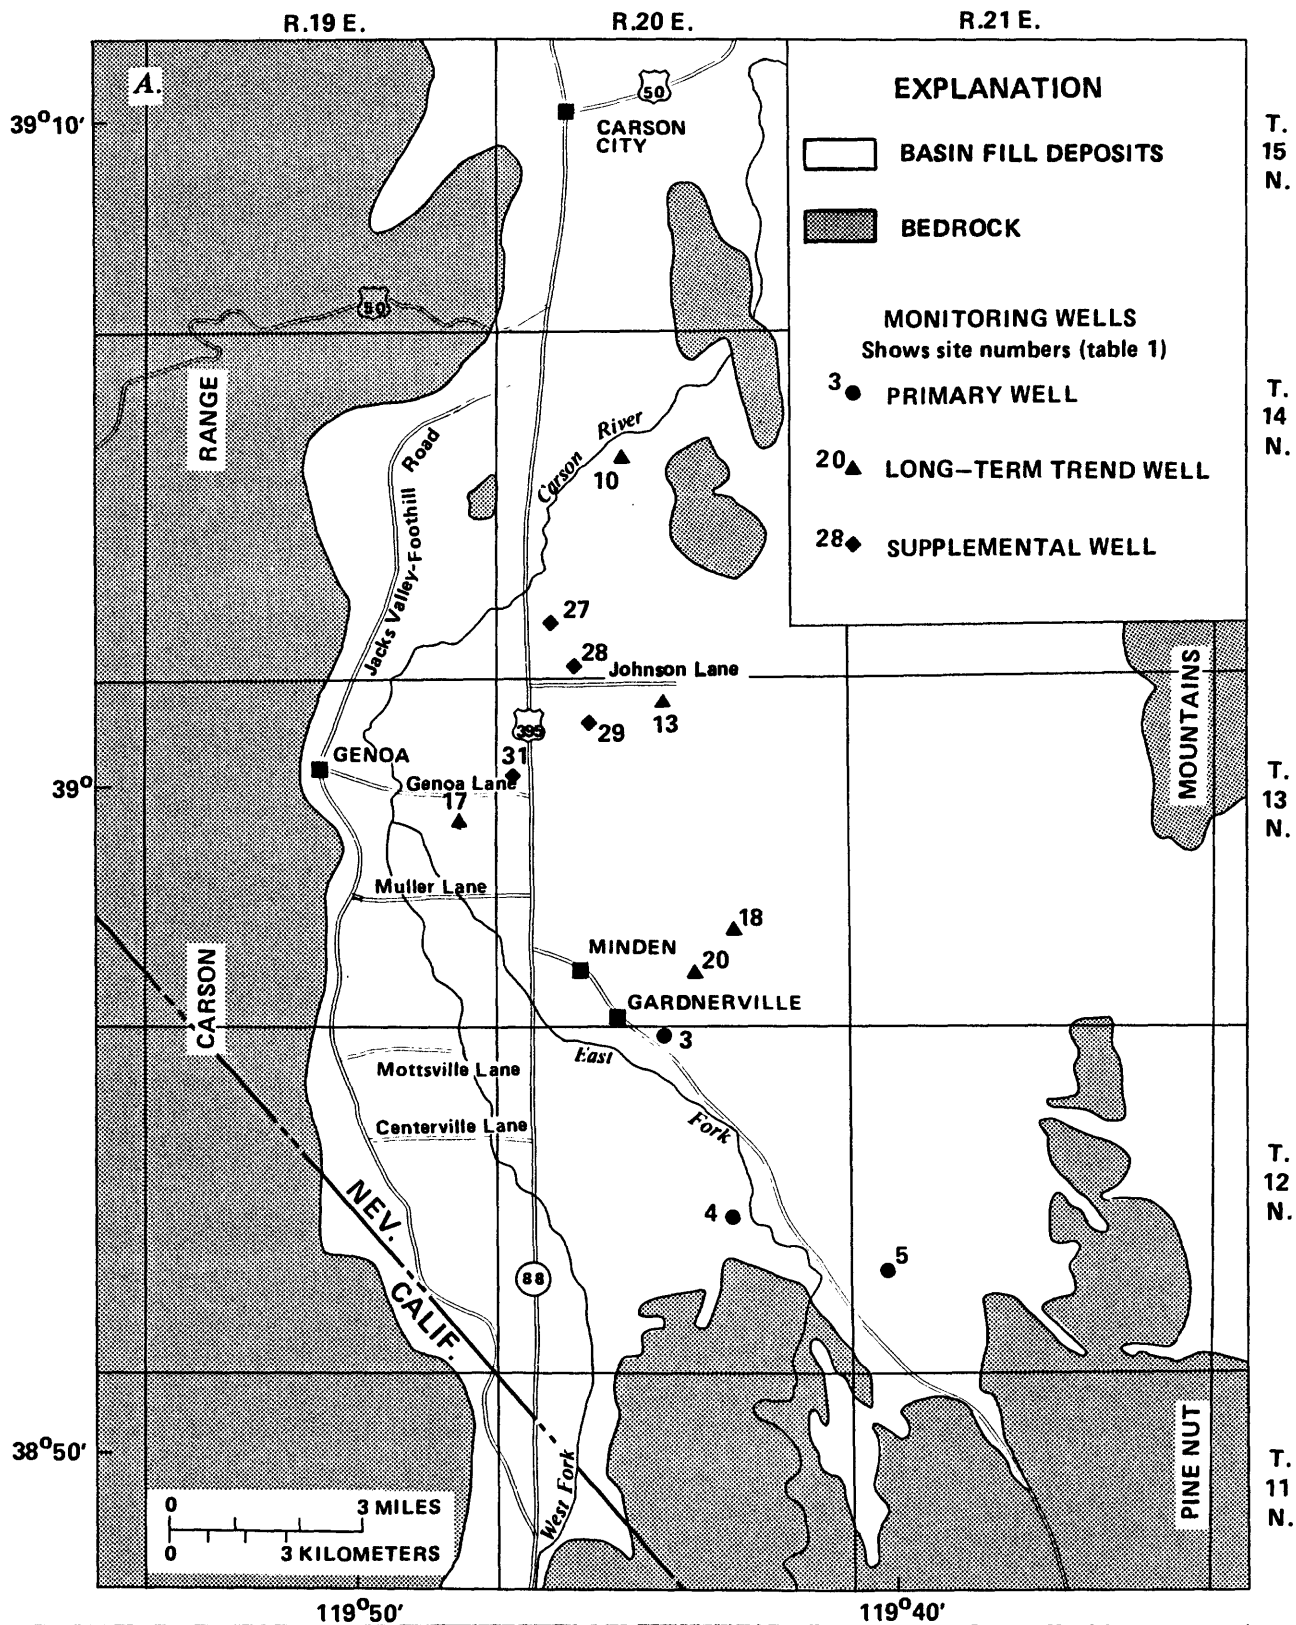 R.19 E.
R.20 E.
R.21 E.
A.
39°10'
50
CARSON
CITY
T.
15
N.
EXPLANATION
BASIN FILL DEPOSITS
BEDROCK
MONITORING WELLS
Shows site numbers (table 1)
3
PRIMARY WELL
20
LONG-TERM TREND WELL
28
SUPPLEMENTAL WELL
50
RANGE
Jacks Valley-Foothill Road
Carson River
10
T.
14
N.
27
28
Johnson Lane
13
29
395
31
GENOA
Genoa Lane
17
39°
MOUNTAINS
T.
13
N.
Muller Lane
18
MINDEN
20
GARDNERVILLE
3
CARSON
East
Fork
Mottsville Lane
Centerville Lane
T.
12
N.
4
5
NEV.
CALIF.
88
38°50'
West Fork
PINE NUT
T.
11
N.
0 3 MILES
0 3 KILOMETERS
119°50'
119°40'